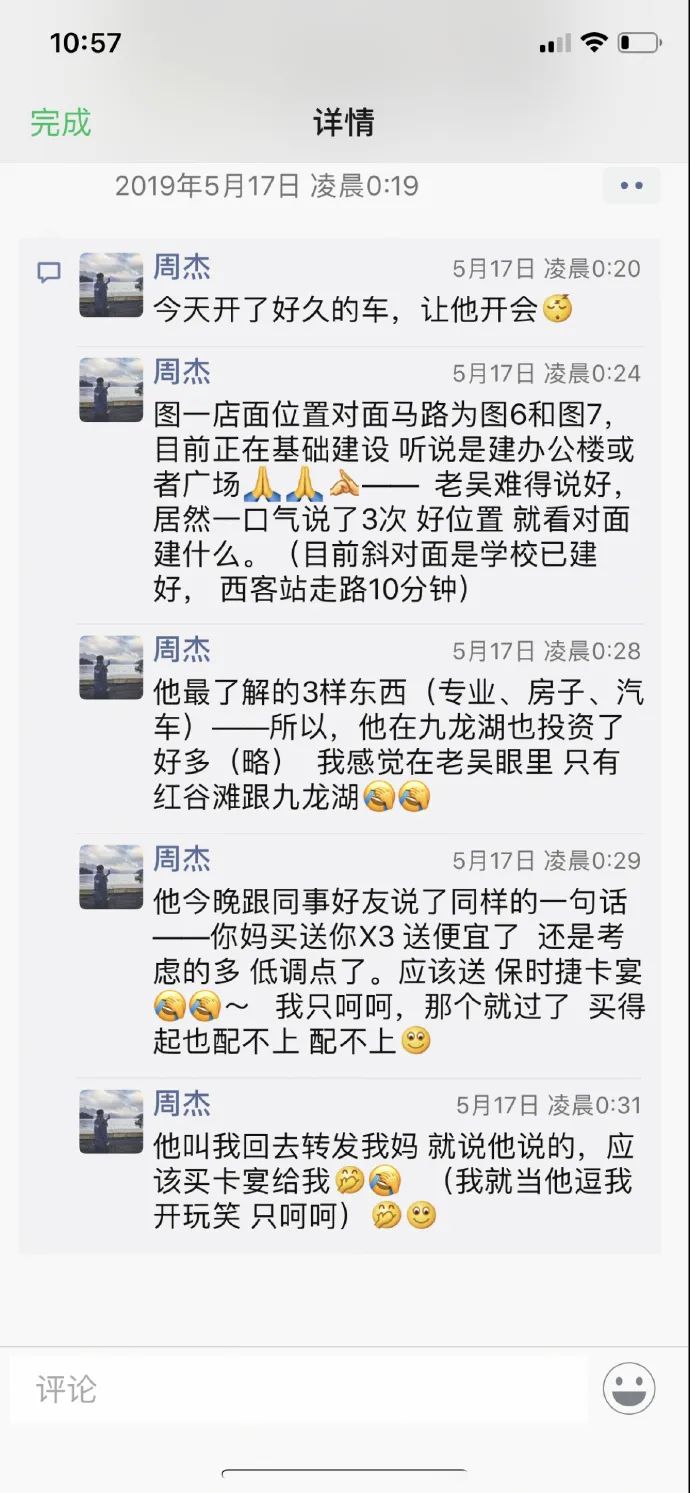 10:57
完成
详情
2019年5月17日 凌晨0:19
周杰
5月17日 凌晨0:20
今天开了好久的车，让他开会😴
周杰
5月17日 凌晨0:24
图一店面位置对面马路为图6和图7，
目前正在基础建设 听说是建办公楼或
者广场🙏🙏🫰—— 老吴难得说好，
居然一口气说了3次 好位置 就看对面
建什么。（目前斜对面是学校已建
好， 西客站走路10分钟）
周杰
5月17日 凌晨0:28
他最了解的3样东西（专业、房子、汽
车）——所以，他在九龙湖也投资了
好多（略） 我感觉在老吴眼里 只有
红谷滩跟九龙湖🤦🤦
周杰
5月17日 凌晨0:29
他今晚跟同事好友说了同样的一句话
——你妈买送你X3 送便宜了 还是考
虑的多 低调点了。应该送 保时捷卡宴
🤦🤦～ 我只呵呵，那个就过了 买得
起也配不上 配不上🙂
周杰
5月17日 凌晨0:31
他叫我回去转发我妈 就说他说的，应
该买卡宴给我🤭🤦 （我就当他逗我
开玩笑 只呵呵）🤭🙂
评论